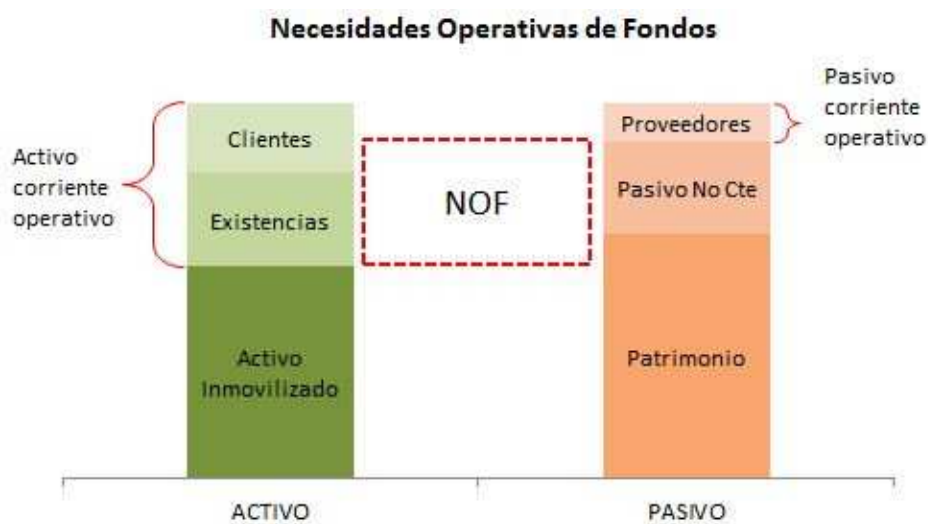 Necesidades Operativas de Fondos
Activo
corriente
operativo
Clientes
Existencias
Activo
Inmovilizado
NOF
Proveedores
Pasivo No Cte
Patrimonio
Pasivo
corriente
operativo
ACTIVO
PASIVO